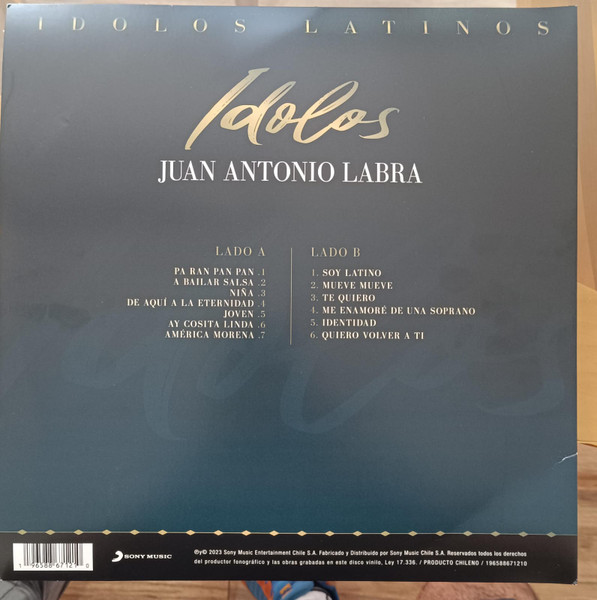 IDOLOS LATINOS
Idolos
JUAN ANTONIO LABRA
LADO A
PA RAN PAN PAN .1
A BAILAR SALSA .2
NIÑA .3
DE AQUÍ A LA ETERNIDAD .4
JOVEN .5
AY COSITA LINDA .6
AMÉRICA MORENA .7
LADO B
1. SOY LATINO
2. MUEVE MUEVE
3. TE QUIERO
4. ME ENAMORÉ DE UNA SOPRANO
5. IDENTIDAD
6. QUIERO VOLVER A TI
1 96588 67121 0
SONY MUSIC
℗y© 2023 Sony Music Entertainment Chile S.A. Fabricado y Distribuido por Sony Music Chile S.A. Reservados todos los derechos
del productor fonográfico y las obras grabadas en este disco vinilo, Ley 17.336. / PRODUCTO CHILENO / 196588671210